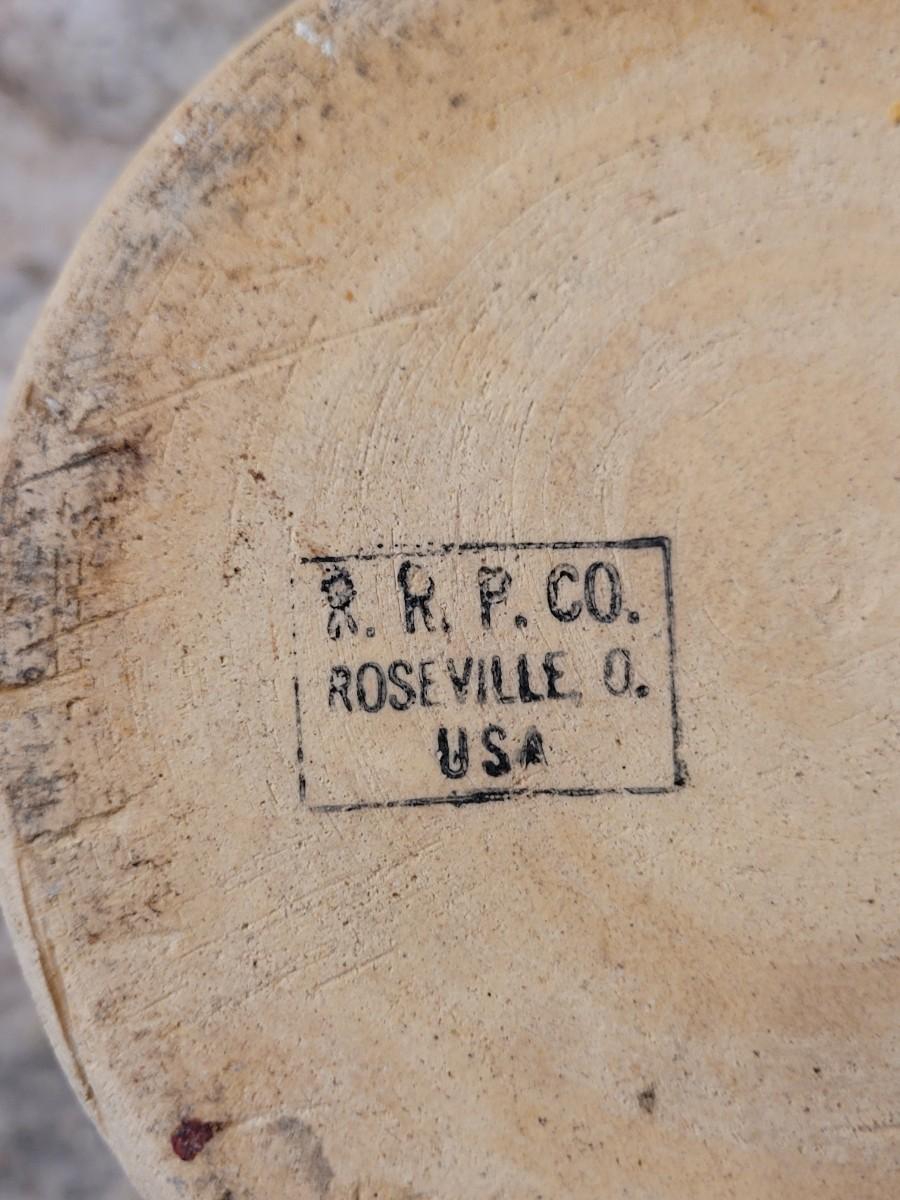 R. R. P. CO.
ROSEVILLE, O.
USA